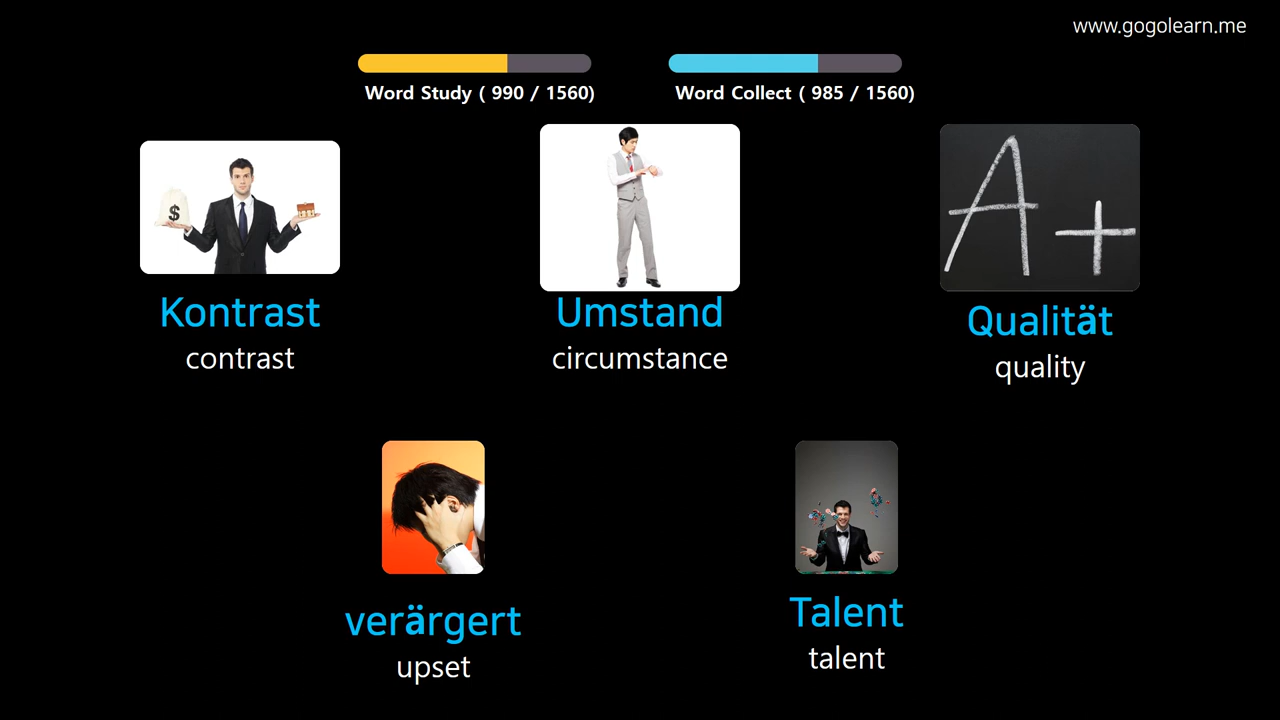 www.gogolearn.me
Word Study ( 990 / 1560)
Word Collect ( 985 / 1560)
$
A+
Kontrast
contrast
Umstand
circumstance
Qualität
quality
verärgert
upset
Talent
talent